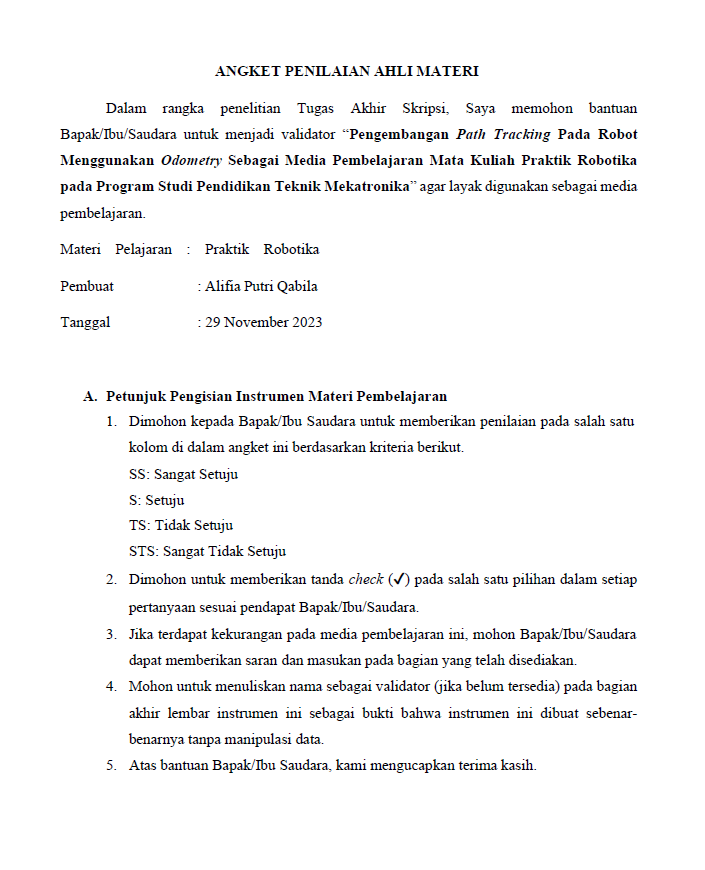 ANGKET PENILAIAN AHLI MATERI
Dalam rangka penelitian Tugas Akhir Skripsi, Saya memohon bantuan
Bapak/Ibu/Saudara untuk menjadi validator “Pengembangan Path Tracking Pada Robot
Menggunakan Odometry Sebagai Media Pembelajaran Mata Kuliah Praktik Robotika
pada Program Studi Pendidikan Teknik Mekatronika” agar layak digunakan sebagai media
pembelajaran.
Materi Pelajaran : Praktik Robotika
Pembuat : Alifia Putri Qabila
Tanggal : 29 November 2023
A. Petunjuk Pengisian Instrumen Materi Pembelajaran
1. Dimohon kepada Bapak/Ibu Saudara untuk memberikan penilaian pada salah satu
kolom di dalam angket ini berdasarkan kriteria berikut.
SS: Sangat Setuju
S: Setuju
TS: Tidak Setuju
STS: Sangat Tidak Setuju
2. Dimohon untuk memberikan tanda check (✓) pada salah satu pilihan dalam setiap
pertanyaan sesuai pendapat Bapak/Ibu/Saudara.
3. Jika terdapat kekurangan pada media pembelajaran ini, mohon Bapak/Ibu/Saudara
dapat memberikan saran dan masukan pada bagian yang telah disediakan.
4. Mohon untuk menuliskan nama sebagai validator (jika belum tersedia) pada bagian
akhir lembar instrumen ini sebagai bukti bahwa instrumen ini dibuat sebenar-
benarnya tanpa manipulasi data.
5. Atas bantuan Bapak/Ibu Saudara, kami mengucapkan terima kasih.